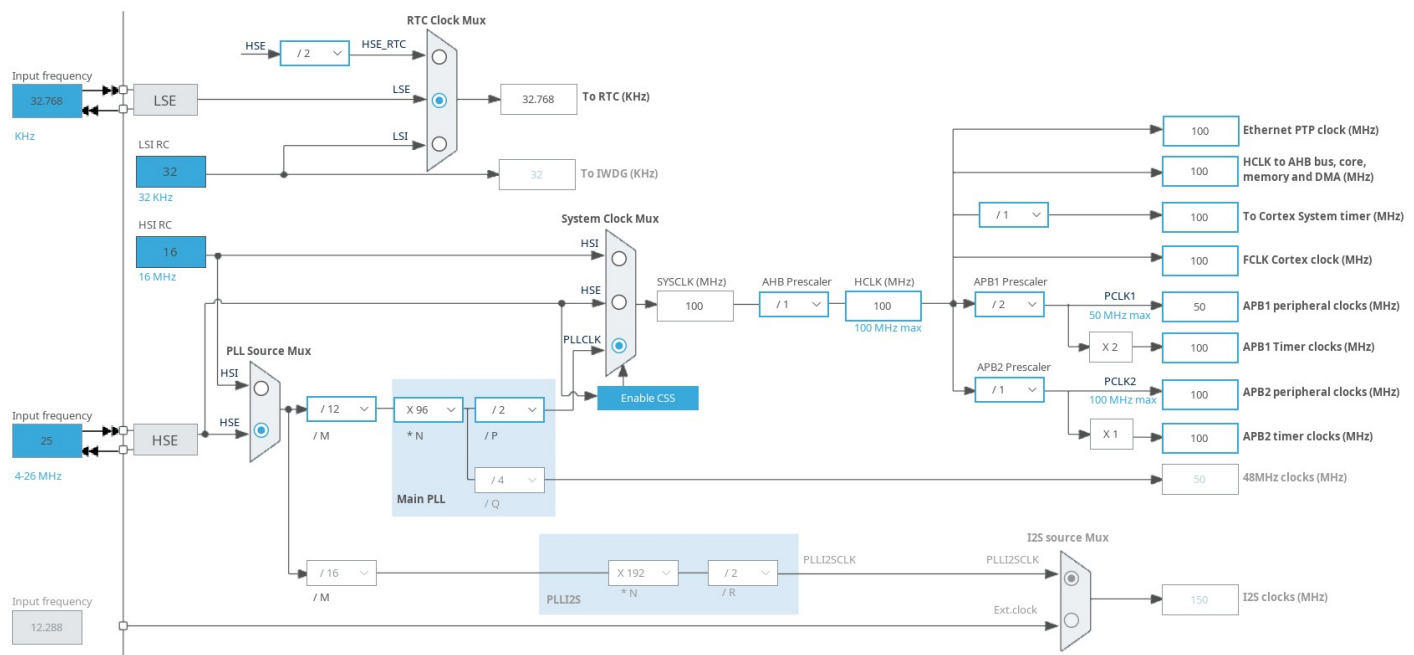 RTC Clock Mux
HSE
/ 2
HSE_RTC
Input frequency
32.768
KHz
LSE
LSE
32.768
To RTC (KHz)
LSI RC
32
32 KHz
LSI
32
To IWDG (KHz)
HSI RC
16
16 MHz
System Clock Mux
HSI
HSE
PLLCLK
SYSCLK (MHz)
100
AHB Prescaler
/ 1
HCLK (MHz)
100
100 MHz max
Enable CSS
100
Ethernet PTP clock (MHz)
100
HCLK to AHB bus, core,
memory and DMA (MHz)
/ 1
100
To Cortex System timer (MHz)
100
FCLK Cortex clock (MHz)
APB1 Prescaler
/ 2
PCLK1
50 MHz max
50
APB1 peripheral clocks (MHz)
X 2
100
APB1 Timer clocks (MHz)
APB2 Prescaler
/ 1
PCLK2
100 MHz max
100
APB2 peripheral clocks (MHz)
X 1
100
APB2 timer clocks (MHz)
PLL Source Mux
HSI
HSE
Input frequency
25
4-26 MHz
HSE
/ 12
/ M
X 96
* N
/ 2
/ P
/ 4
/ Q
Main PLL
50
48MHz clocks (MHz)
/ 16
/ M
X 192
* N
/ 2
/ R
PLLI2S
PLLI2SCLK
I2S source Mux
PLLI2SCLK
Ext.clock
150
I2S clocks (MHz)
Input frequency
12.288